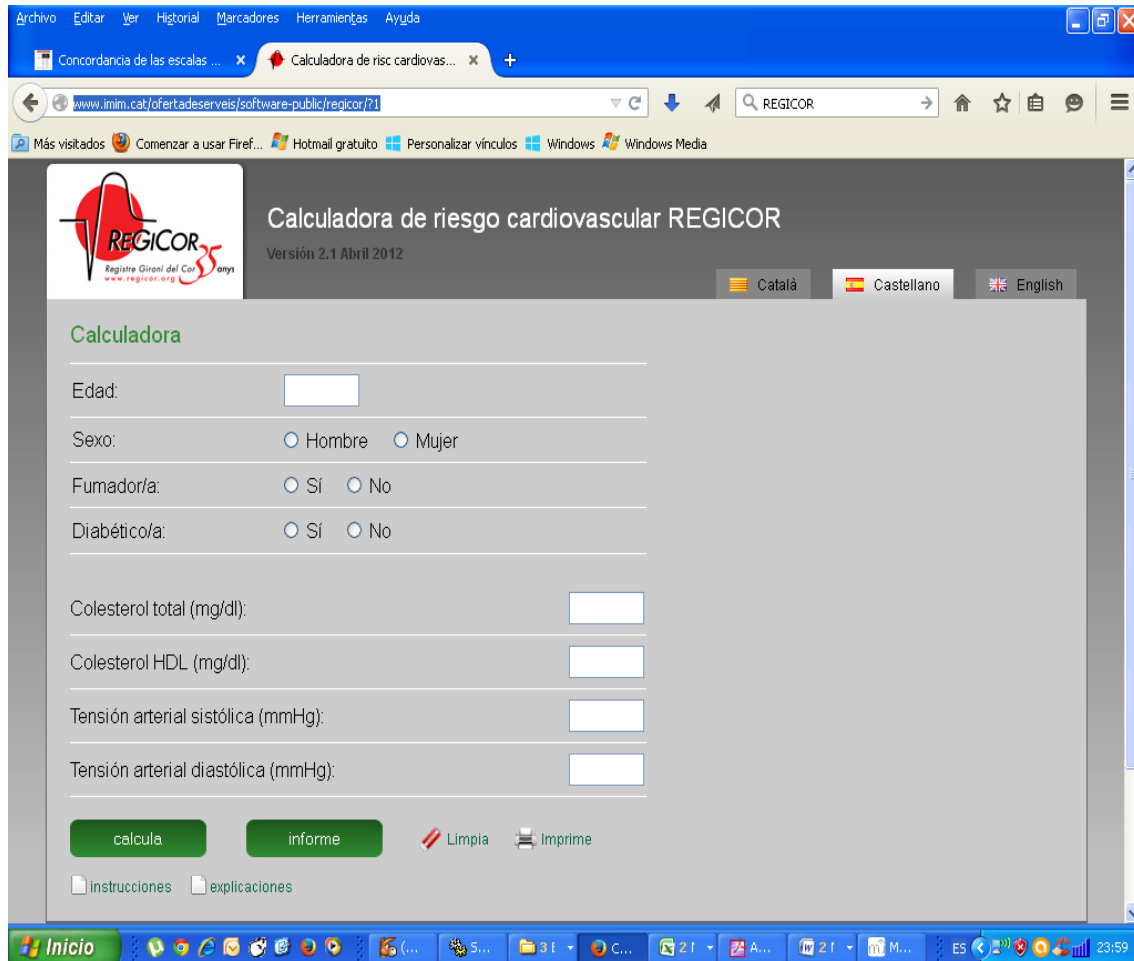 Archivo Editar Ver Historial Marcadores Herramientas Ayuda
Concordancia de las escalas ... Calculadora de risc cardiovas...
www.imim.cat/ofertadeserveis/software-public/regicor/?1 REGICOR
Más visitados Comenzar a usar Firef... Hotmail gratuito Personalizar vínculos Windows Windows Media
REGICOR 35 anys
Registre Gironí del Cor
www.regicor.org
Calculadora de riesgo cardiovascular REGICOR
Versión 2.1 Abril 2012
Català Castellano English
Calculadora
Edad:
Sexo: Hombre Mujer
Fumador/a: Sí No
Diabético/a: Sí No
Colesterol total (mg/dl):
Colesterol HDL (mg/dl):
Tensión arterial sistólica (mmHg):
Tensión arterial diastólica (mmHg):
calcula informe Limpia Imprime
instrucciones explicaciones
Inicio (... S... 3 E C... 2 r A... 2 r M... ES 23:59